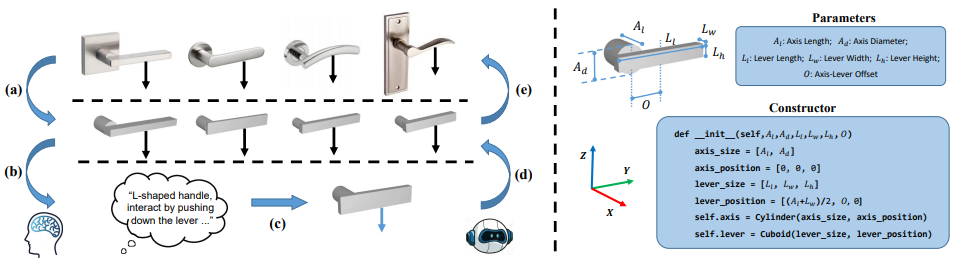 (a)
(b)
"L-shaped handle,
interact by pushing
down the lever ..."
(c)
(d)
(e)
A_l
L_l
L_w
L_h
A_d
O
Z
Y
X
Parameters
A_l: Axis Length; A_d: Axis Diameter;
L_l: Lever Length; L_w: Lever Width; L_h: Lever Height;
O: Axis-Lever Offset
Constructor
def __init__(self,A_l,A_d,L_l,L_w,L_h,O)
axis_size = [A_l, A_d]
axis_position = [0, 0, 0]
lever_size = [L_l, L_w, L_h]
lever_position = [(A_l+L_w)/2, O, 0]
self.axis = Cylinder(axis_size, axis_position)
self.lever = Cuboid(lever_size, lever_position)